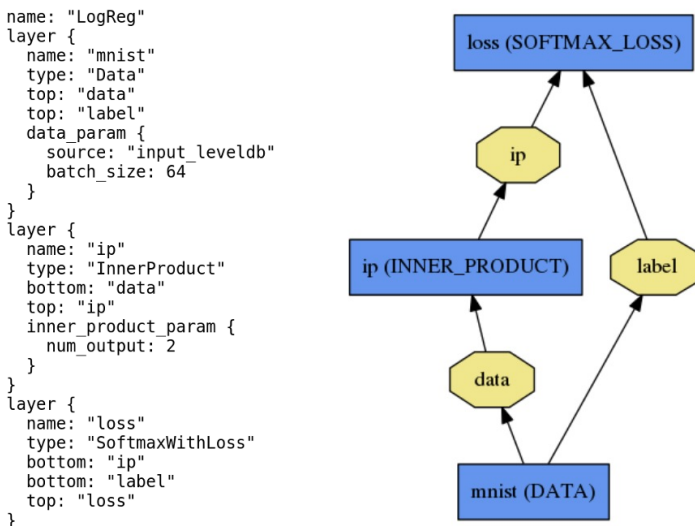 name: "LogReg"
layer {
  name: "mnist"
  type: "Data"
  top: "data"
  top: "label"
  data_param {
    source: "input_leveldb"
    batch_size: 64
  }
}
layer {
  name: "ip"
  type: "InnerProduct"
  bottom: "data"
  top: "ip"
  inner_product_param {
    num_output: 2
  }
}
layer {
  name: "loss"
  type: "SoftmaxWithLoss"
  bottom: "ip"
  bottom: "label"
  top: "loss"
}
loss (SOFTMAX_LOSS)
ip
ip (INNER_PRODUCT)
label
data
mnist (DATA)